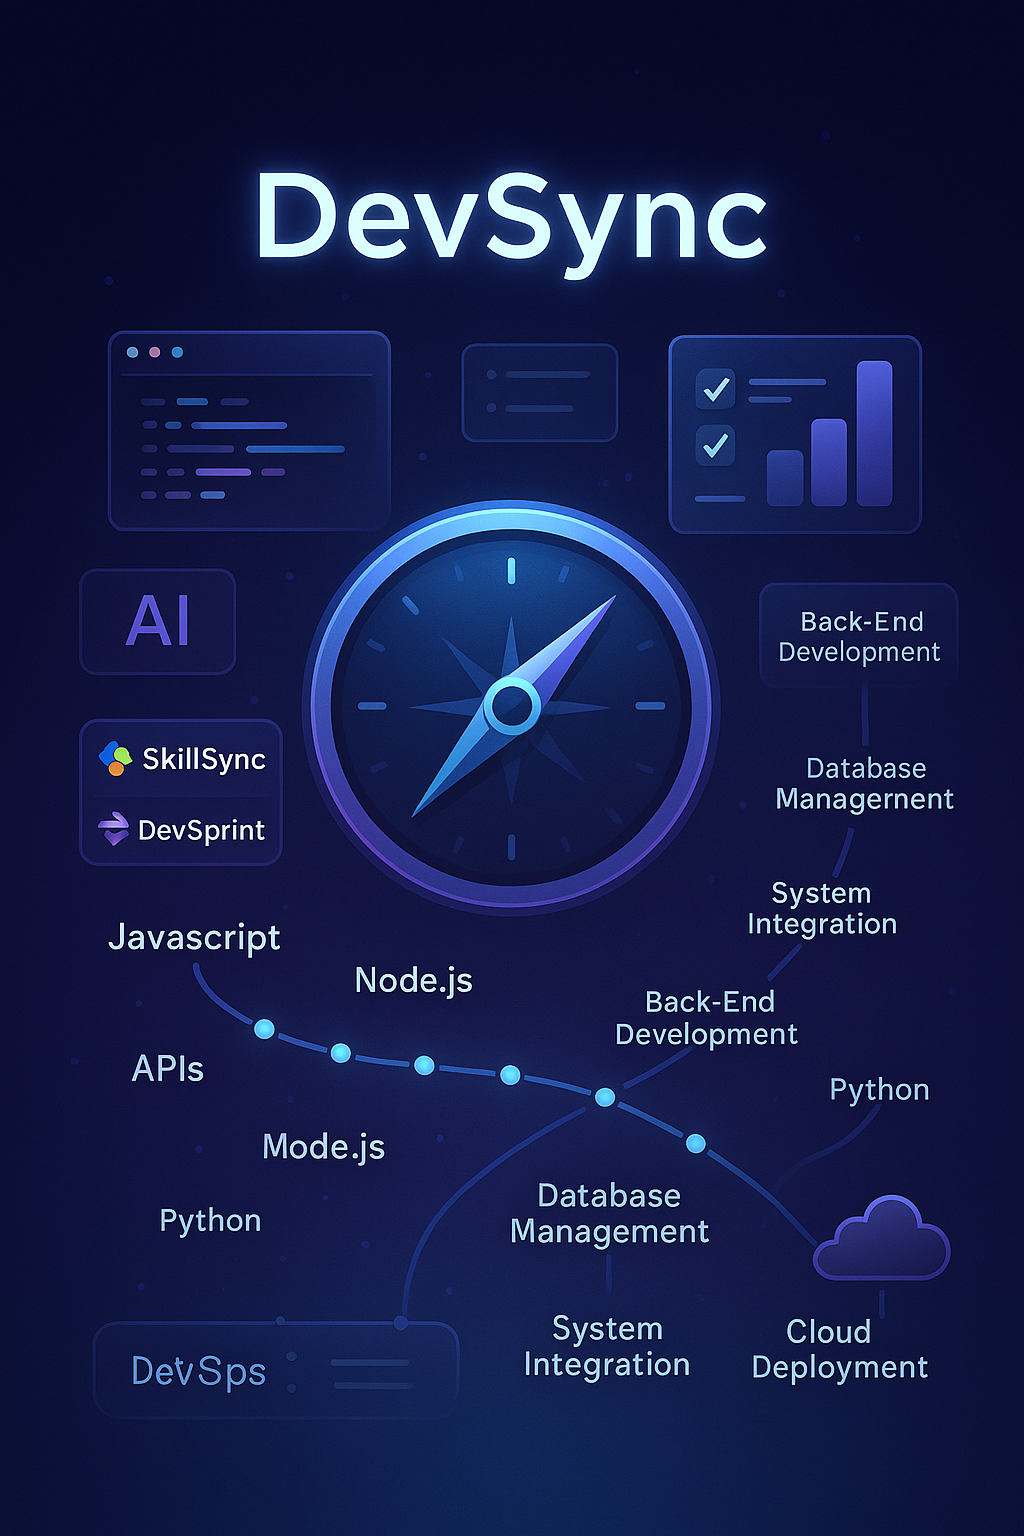 DevSync
AI
Back-End
Development
SkillSync
DevSprint
Database
Managernent
System
Integration
Javascript
Node.js
Back-End
Development
APIs
Python
Mode.js
Database
Management
Python
System
Integration
Cloud
Deployment
DevSps